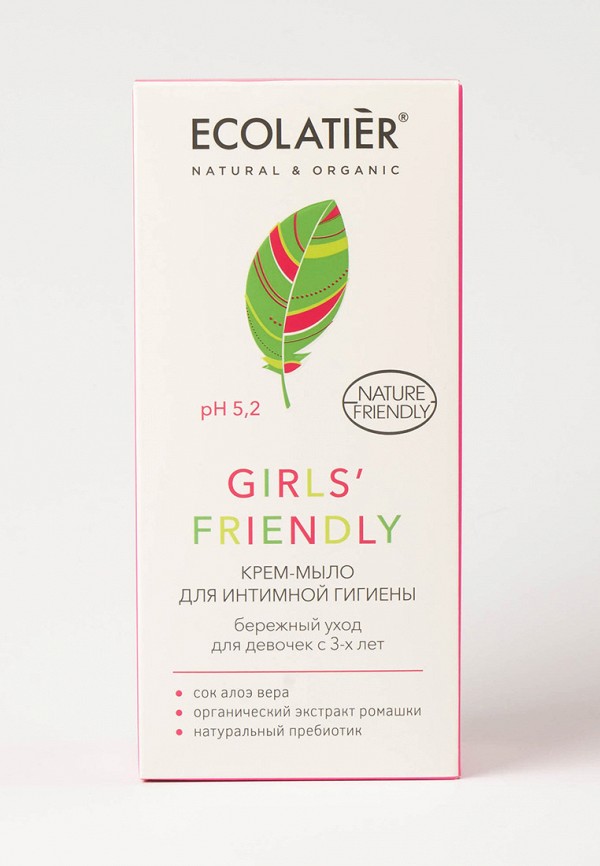 ECOLATIÈR®
NATURAL & ORGANIC
pH 5,2
NATURE
FRIENDLY
GIRLS’
FRIENDLY
КРЕМ-МЫЛО
ДЛЯ ИНТИМНОЙ ГИГИЕНЫ
бережный уход
для девочек с 3-х лет
• сок алоэ вера
• органический экстракт ромашки
• натуральный пребиотик